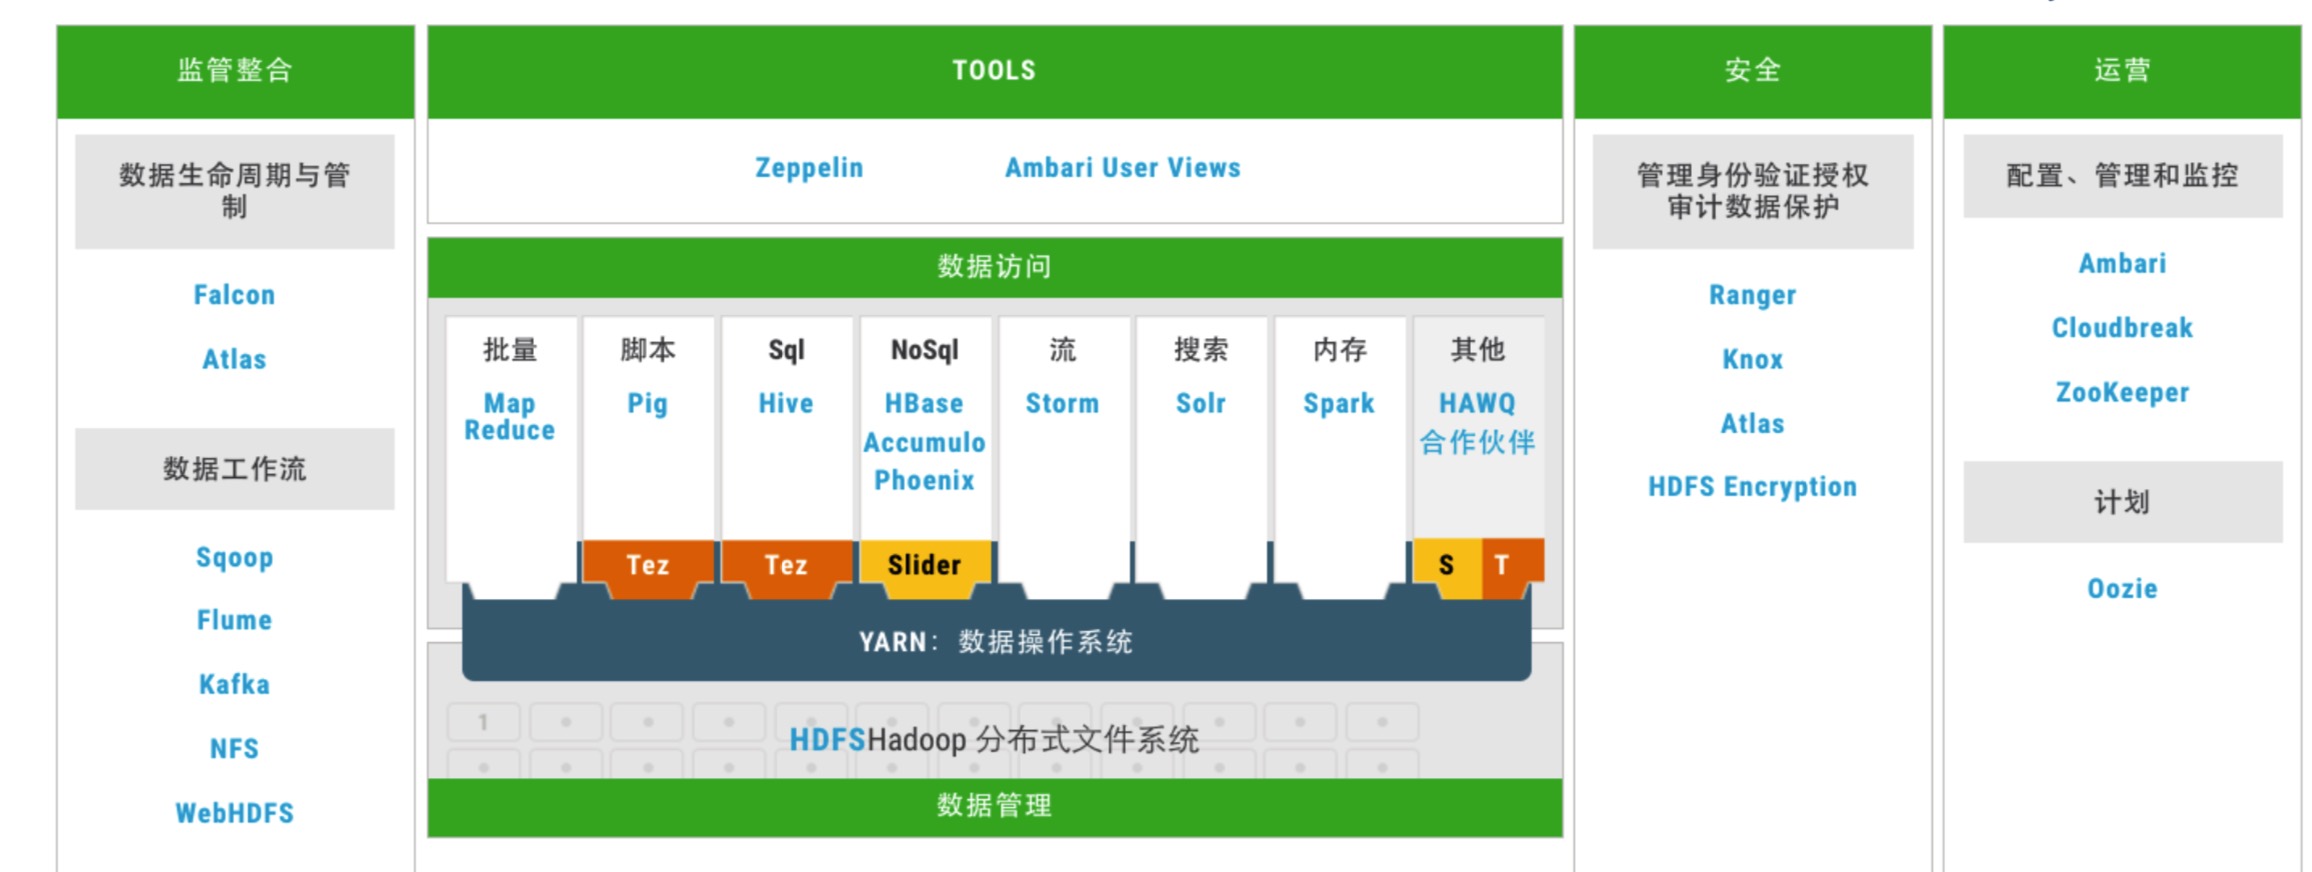 监管整合
数据生命周期与管
制
Falcon
Atlas
数据工作流
Sqoop
Flume
Kafka
NFS
WebHDFS
TOOLS
Zeppelin
Ambari User Views
数据访问
批量
Map
Reduce
脚本
Pig
Tez
Sql
Hive
Tez
NoSql
HBase
Accumulo
Phoenix
Slider
流
Storm
搜索
Solr
内存
Spark
其他
HAWQ
合作伙伴
S
T
YARN：数据操作系统
1
HDFSHadoop 分布式文件系统
数据管理
安全
管理身份验证授权
审计数据保护
Ranger
Knox
Atlas
HDFS Encryption
运营
配置、管理和监控
Ambari
Cloudbreak
ZooKeeper
计划
Oozie